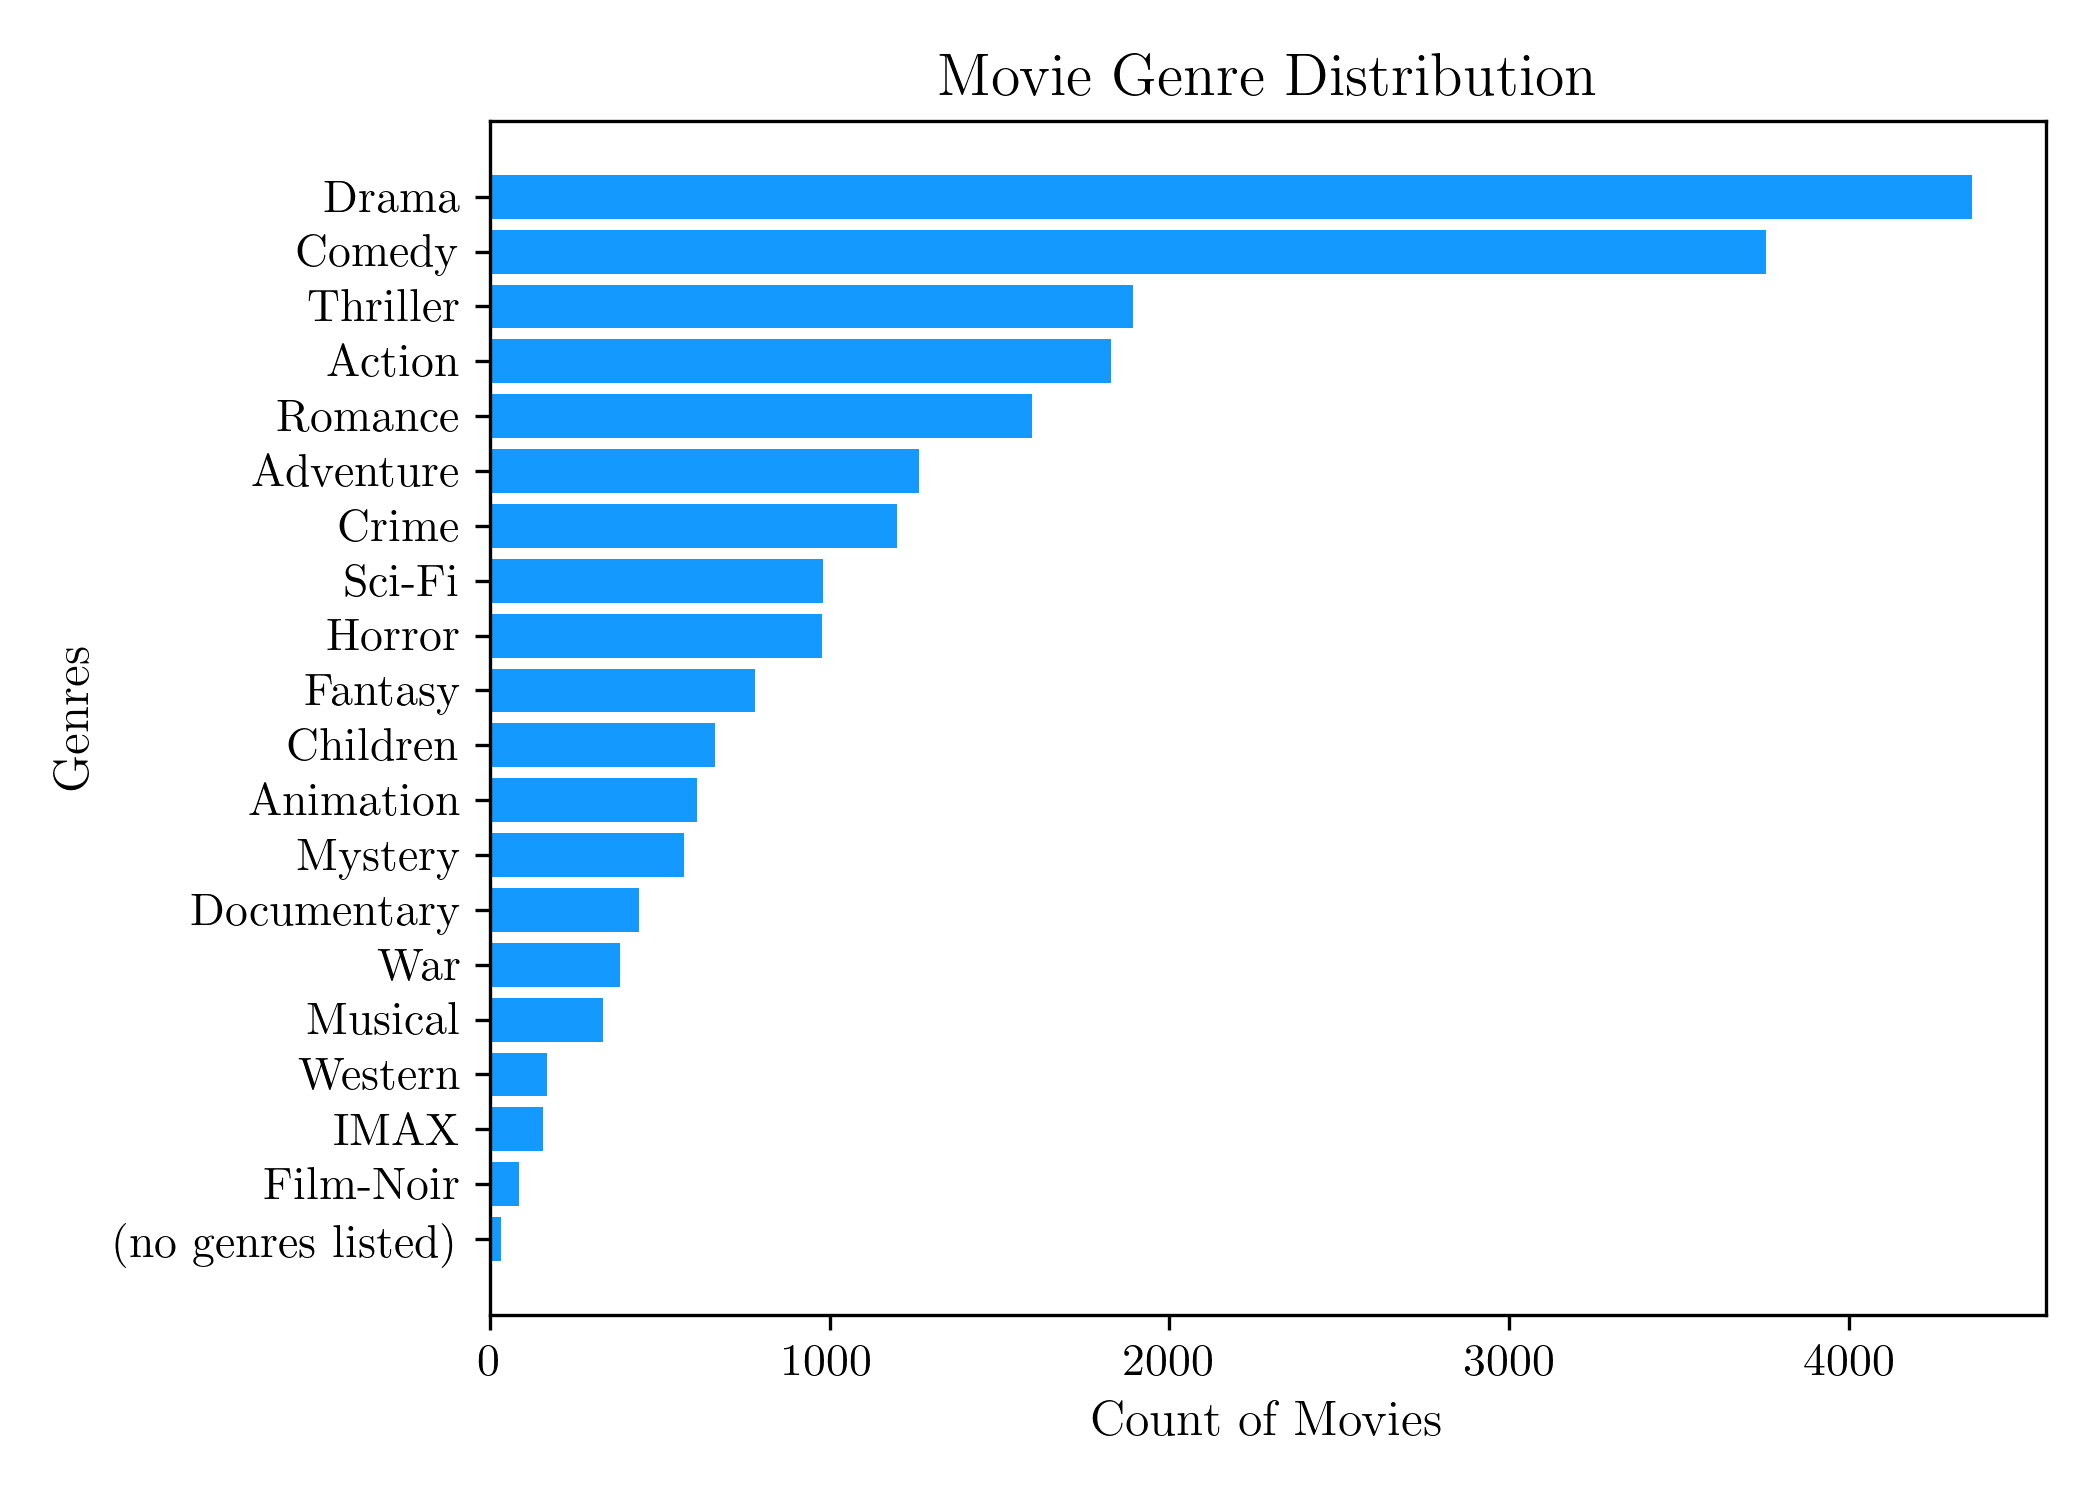 Movie Genre Distribution
Genres
Drama
Comedy
Thriller
Action
Romance
Adventure
Crime
Sci-Fi
Horror
Fantasy
Children
Animation
Mystery
Documentary
War
Musical
Western
IMAX
Film-Noir
(no genres listed)
0 1000 2000 3000 4000
Count of Movies